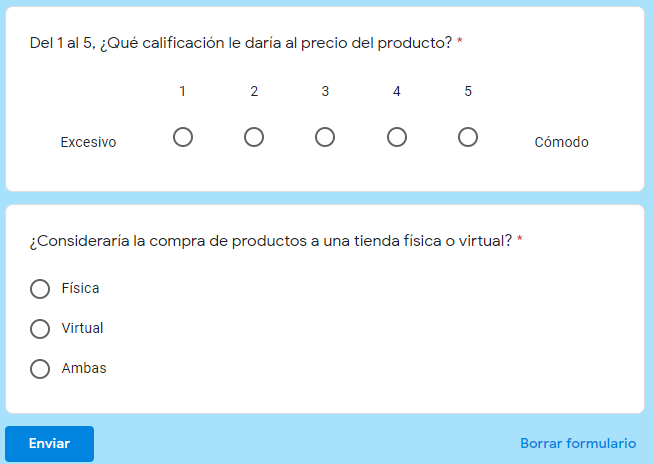 Del 1 al 5, ¿Qué calificación le daría al precio del producto? *
1 2 3 4 5
Excesivo Cómodo
¿Consideraría la compra de productos a una tienda física o virtual? *
Física
Virtual
Ambas
Enviar Borrar formulario